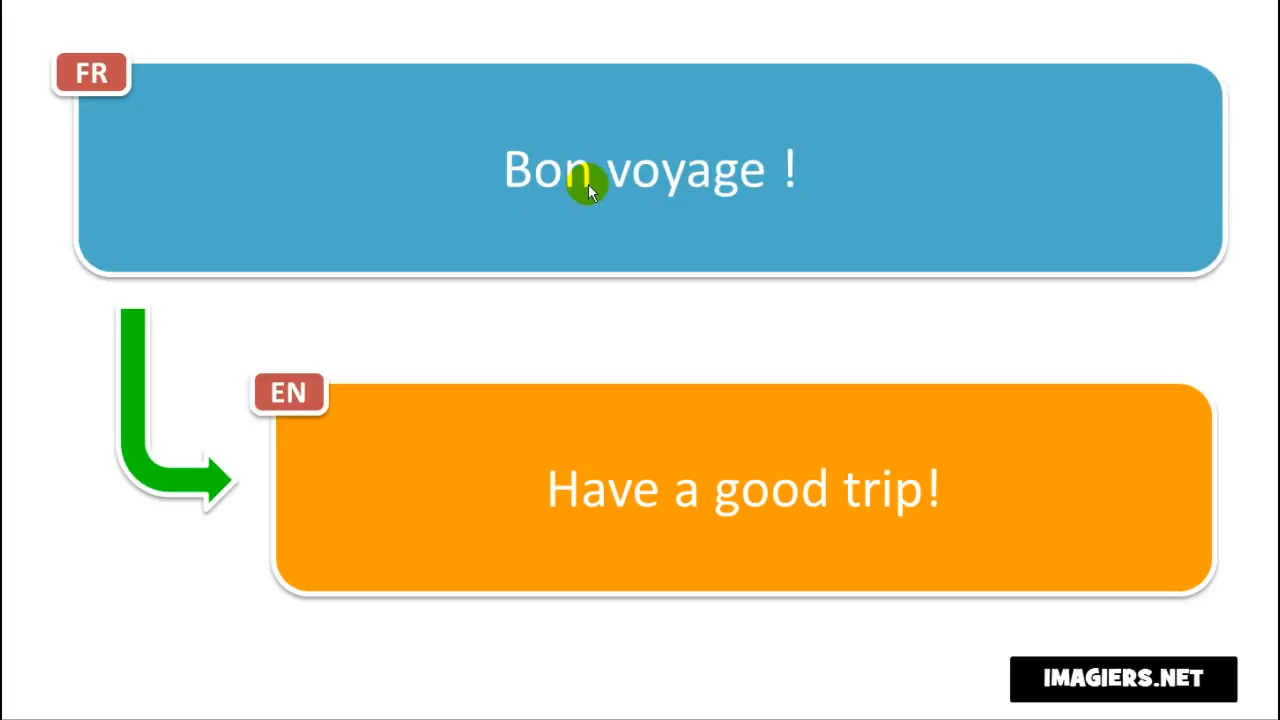 FR
Bon voyage !
EN
Have a good trip!
IMAGIERS.NET